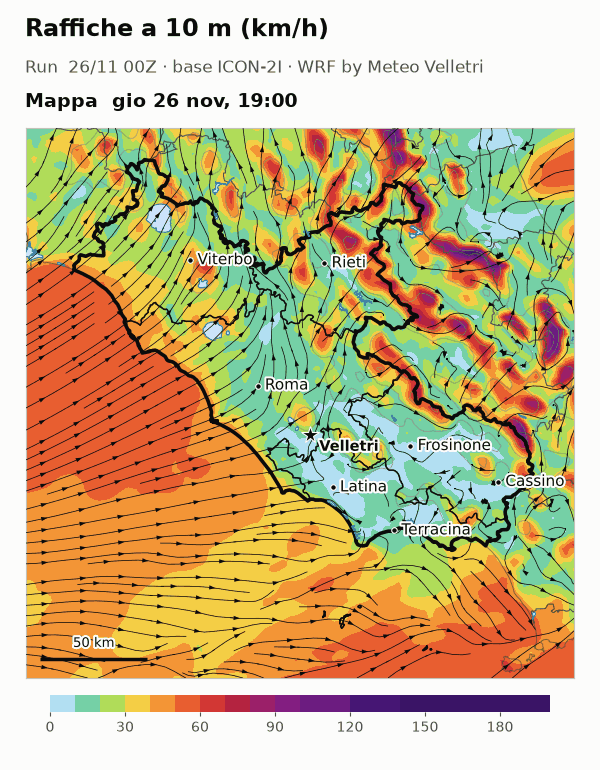 Raffiche a 10 m (km/h)
Run  26/11 00Z · base ICON-2I · WRF by Meteo Velletri
Mappa  gio 26 nov, 19:00
Viterbo
Rieti
Roma
Velletri
Frosinone
Latina
Cassino
Terracina
50 km
0 30 60 90 120 150 180